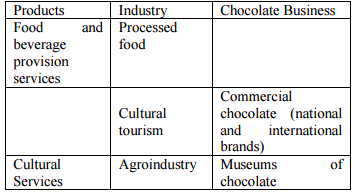 Products Industry Chocolate Business
Food and Processed
beverage food
provision
services
Commercial
Cultural chocolate (national
tourism and international
brands)
Cultural Agroindustry Museums of
Services chocolate